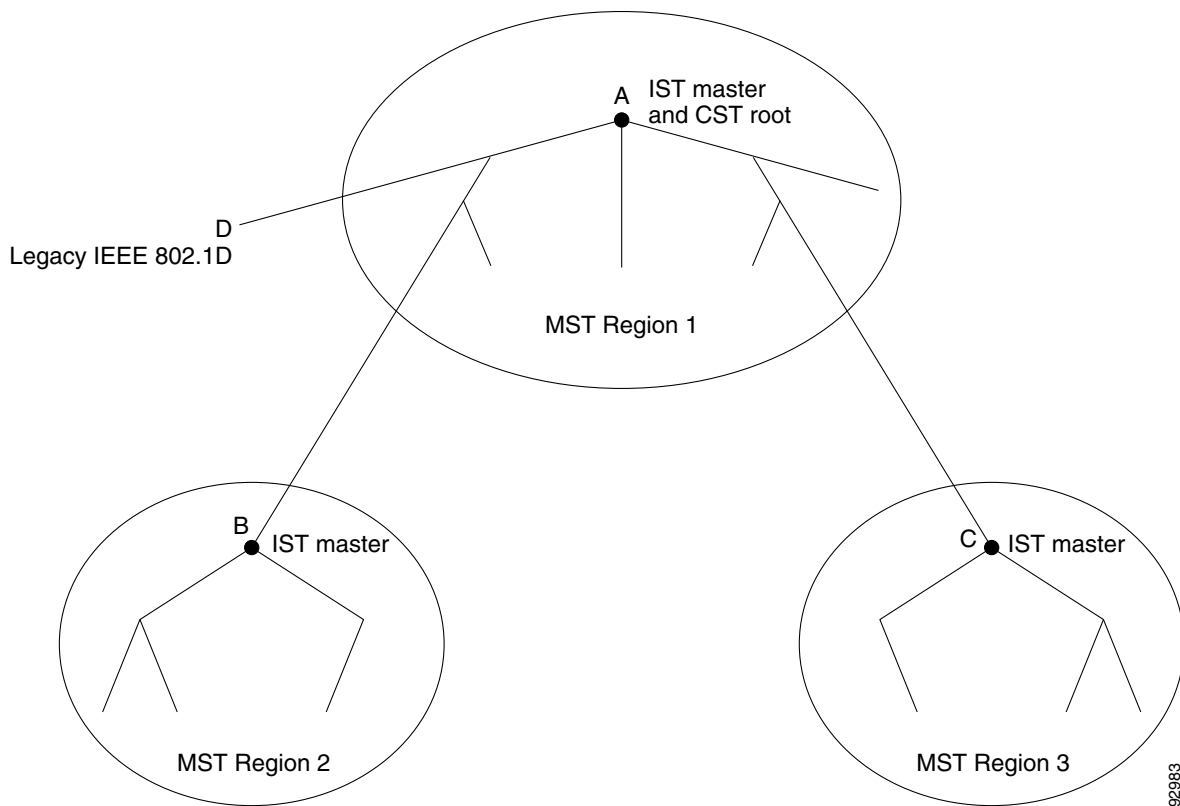 A
IST master
and CST root
D
Legacy IEEE 802.1D
MST Region 1
B
IST master
C
IST master
MST Region 2
MST Region 3
92983